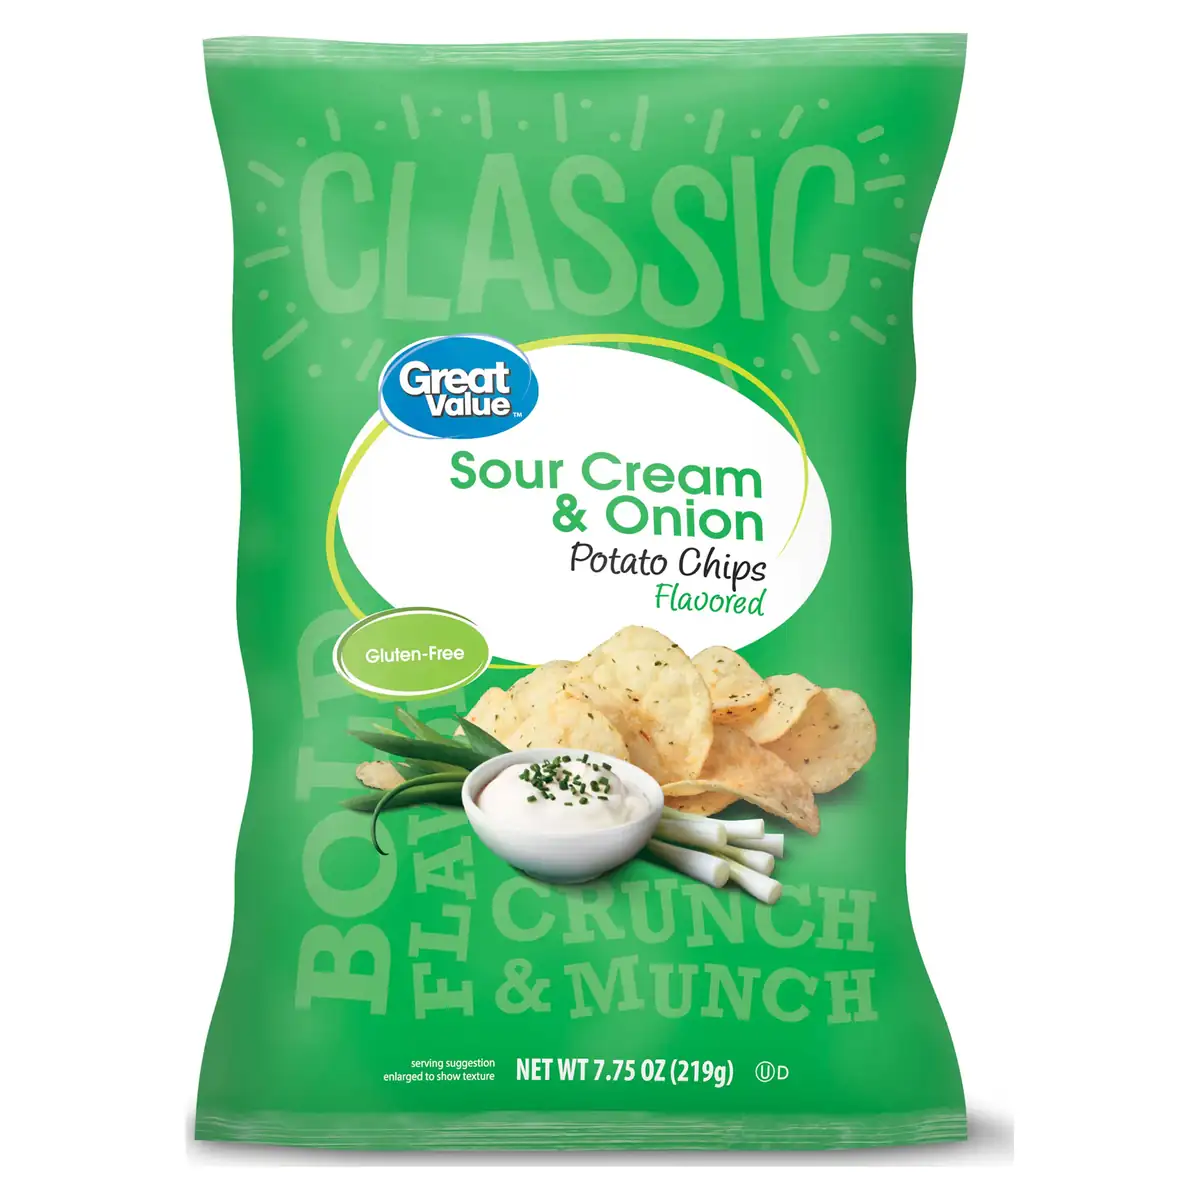 CLASSIC
Great
Value™
Sour Cream
& Onion
Potato Chips
Flavored
Gluten-Free
BOLD
FLAVOR
CRUNCH
& MUNCH
serving suggestion
enlarged to show texture
NET WT 7.75 OZ (219g)
Ⓤ D